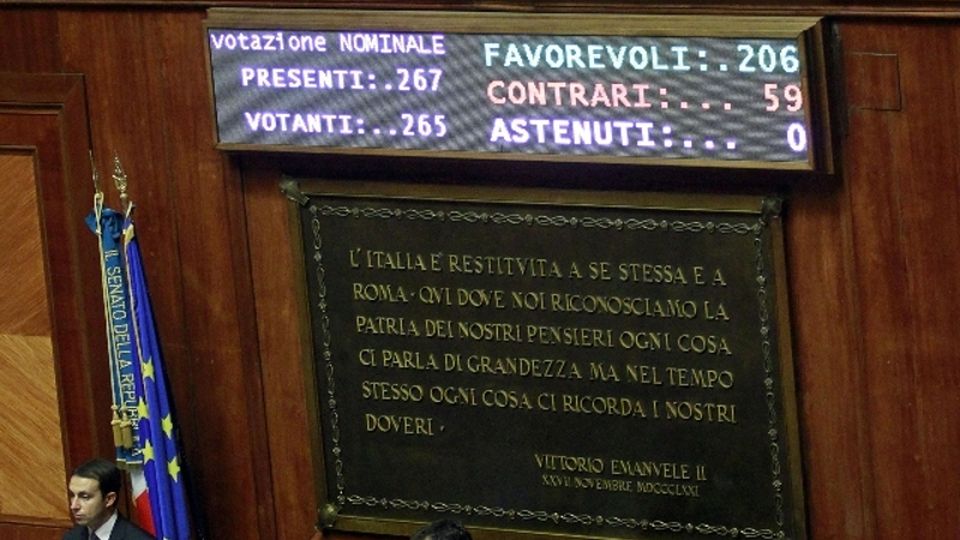 votazione NOMINALE
PRESENTI:.267
VOTANTI:..265
FAVOREVOLI:.206
CONTRARI:... 59
ASTENUTI:... 0
L'ITALIA E' RESTITVITA A SE STESSA E A
ROMA · QVI DOVE NOI RICONOSCIAMO LA
PATRIA DEI NOSTRI PENSIERI OGNI COSA
CI PARLA DI GRANDEZZA MA NEL TEMPO
STESSO OGNI COSA CI RICORDA I NOSTRI
DOVERI ·
VITTORIO EMANVELE II
XXVII NOVEMBRE MDCCCLXXI
IL SENATO DELLA REPUBBLICA